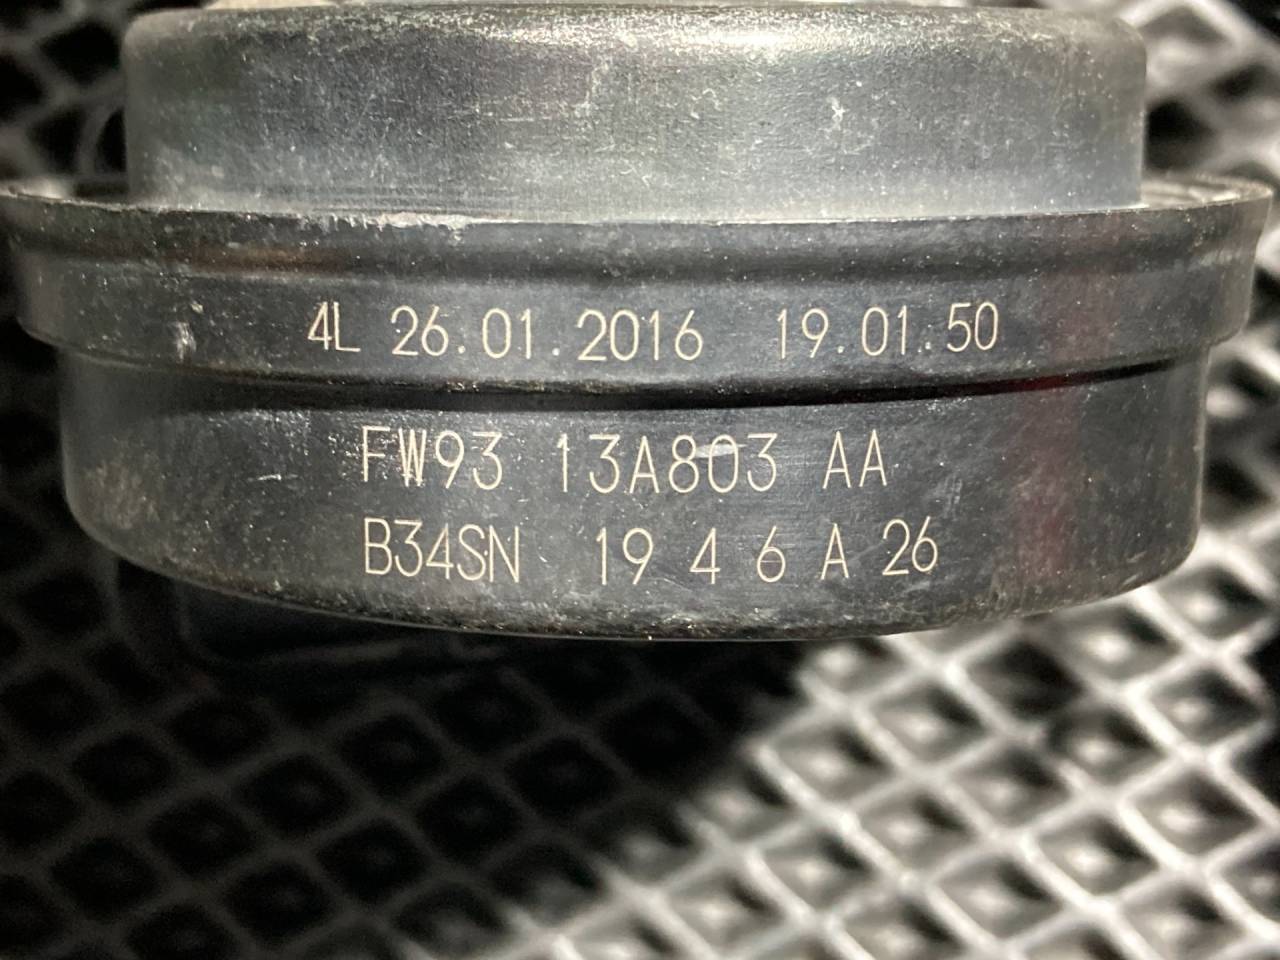 4L 26.01.2016 19.01.50
FW93 13A803 AA
B34SN 19 4 6 A 26